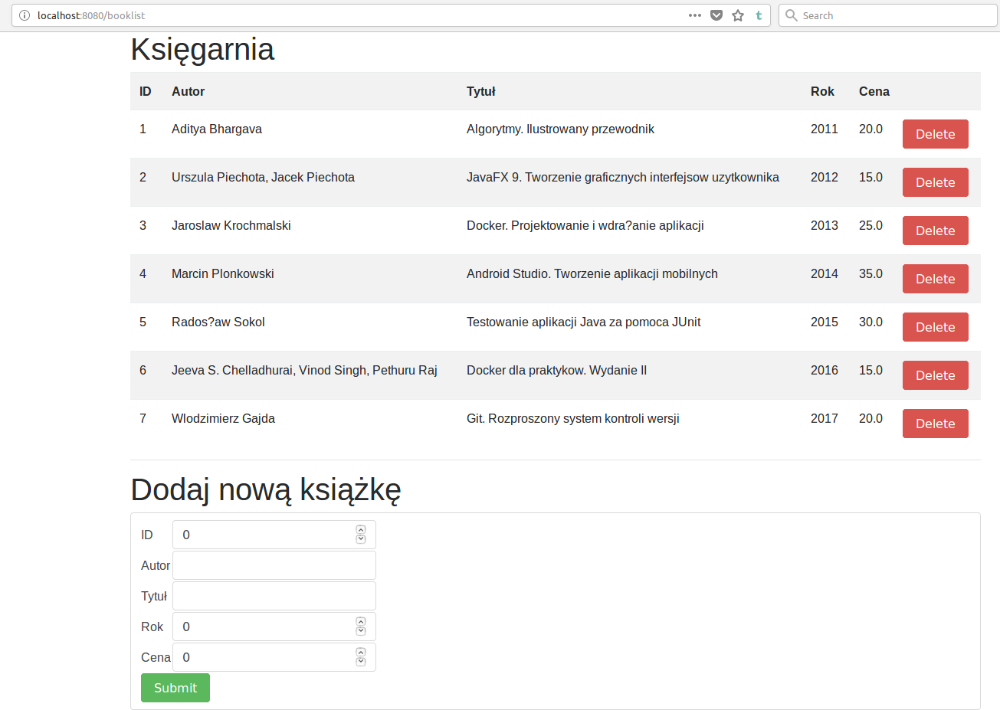 localhost:8080/booklist t Search
Księgarnia
ID Autor Tytuł Rok Cena
1 Aditya Bhargava Algorytmy. Ilustrowany przewodnik 2011 20.0 Delete
2 Urszula Piechota, Jacek Piechota JavaFX 9. Tworzenie graficznych interfejsow uzytkownika 2012 15.0 Delete
3 Jaroslaw Krochmalski Docker. Projektowanie i wdra?anie aplikacji 2013 25.0 Delete
4 Marcin Plonkowski Android Studio. Tworzenie aplikacji mobilnych 2014 35.0 Delete
5 Rados?aw Sokol Testowanie aplikacji Java za pomoca JUnit 2015 30.0 Delete
6 Jeeva S. Chelladhurai, Vinod Singh, Pethuru Raj Docker dla praktykow. Wydanie II 2016 15.0 Delete
7 Wlodzimierz Gajda Git. Rozproszony system kontroli wersji 2017 20.0 Delete
Dodaj nową książkę
ID 0
Autor
Tytuł
Rok 0
Cena 0
Submit